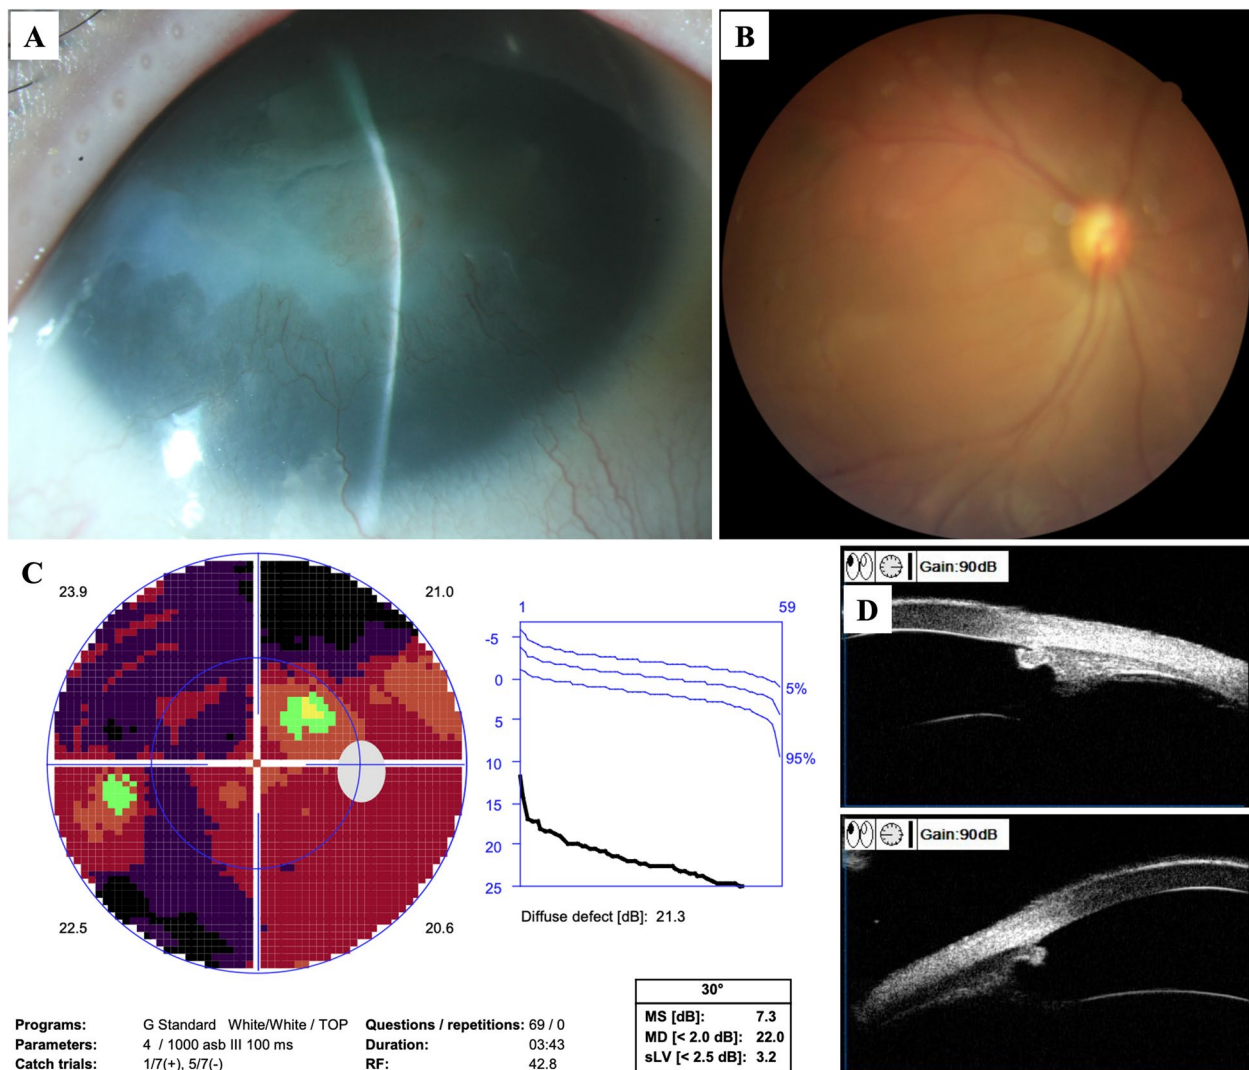 A
B
C
23.9
21.0
22.5
20.6
1
59
-5
0
5
10
15
20
25
5%
95%
Diffuse defect [dB]: 21.3
Programs: G Standard White/White / TOP Questions / repetitions: 69 / 0
Parameters: 4 / 1000 asb III 100 ms Duration: 03:43
Catch trials: 1/7(+), 5/7(-) RF: 42.8
30°
MS [dB]: 7.3
MD [< 2.0 dB]: 22.0
sLV [< 2.5 dB]: 3.2
Gain:90dB
D
Gain:90dB